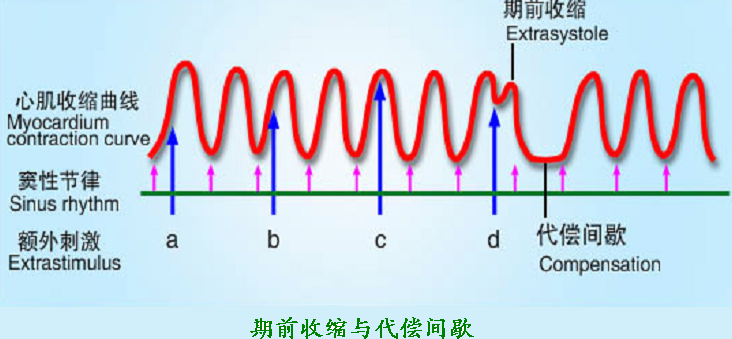 期前收缩
Extrasystole
心肌收缩曲线
Myocardium
contraction curve
窦性节律
Sinus rhythm
额外刺激
Extrastimulus
a
b
c
d
代偿间歇
Compensation
期前收缩与代偿间歇